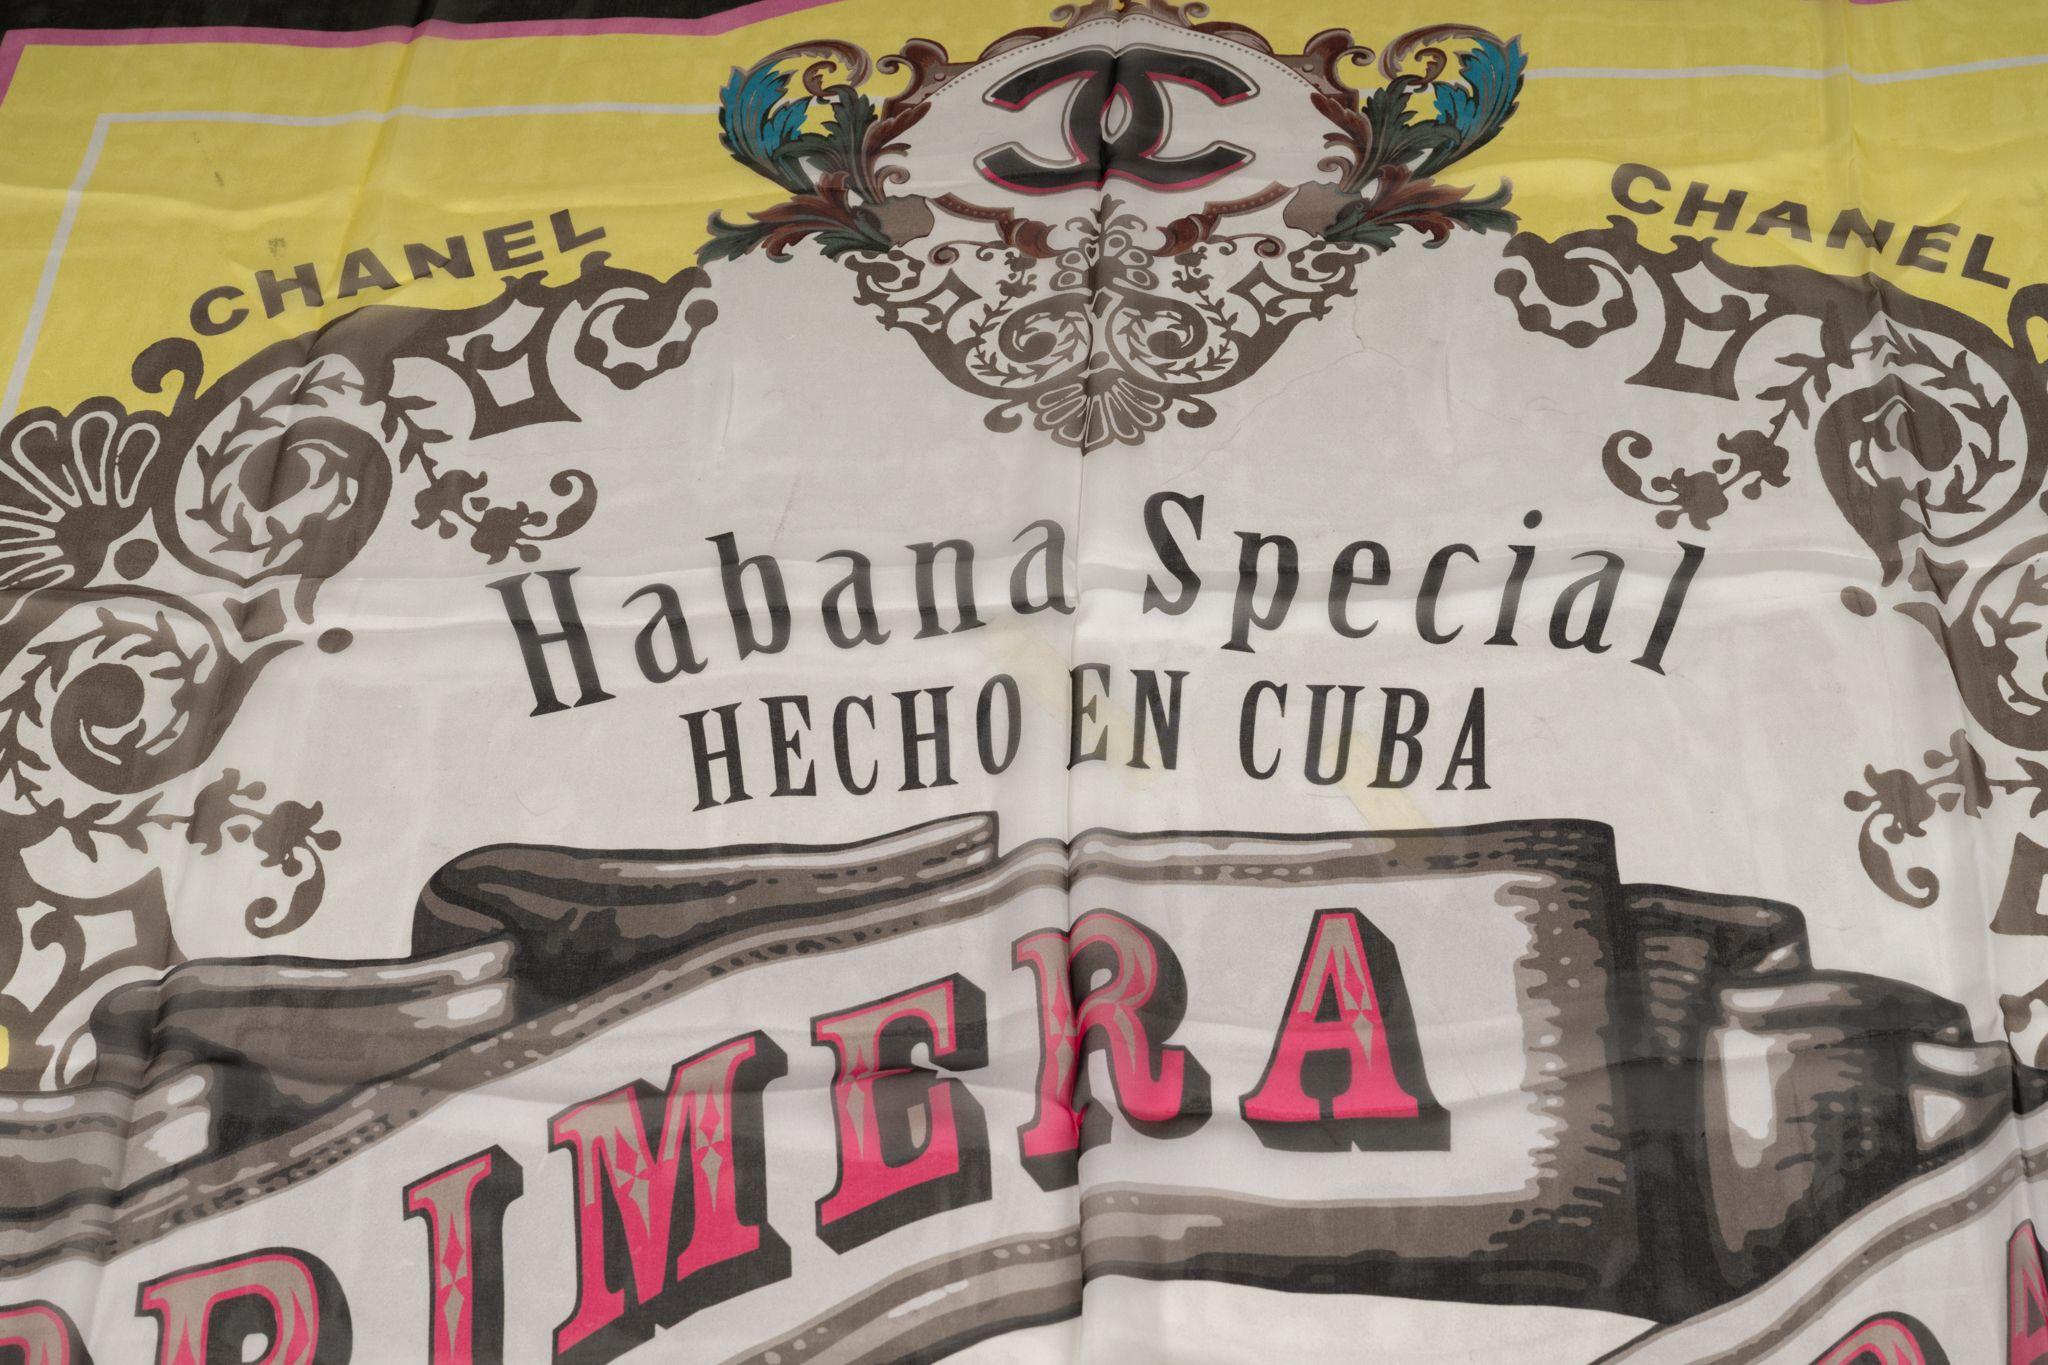 CHANEL
CHANEL
Habana Special
HECHO EN CUBA
PRIMERA